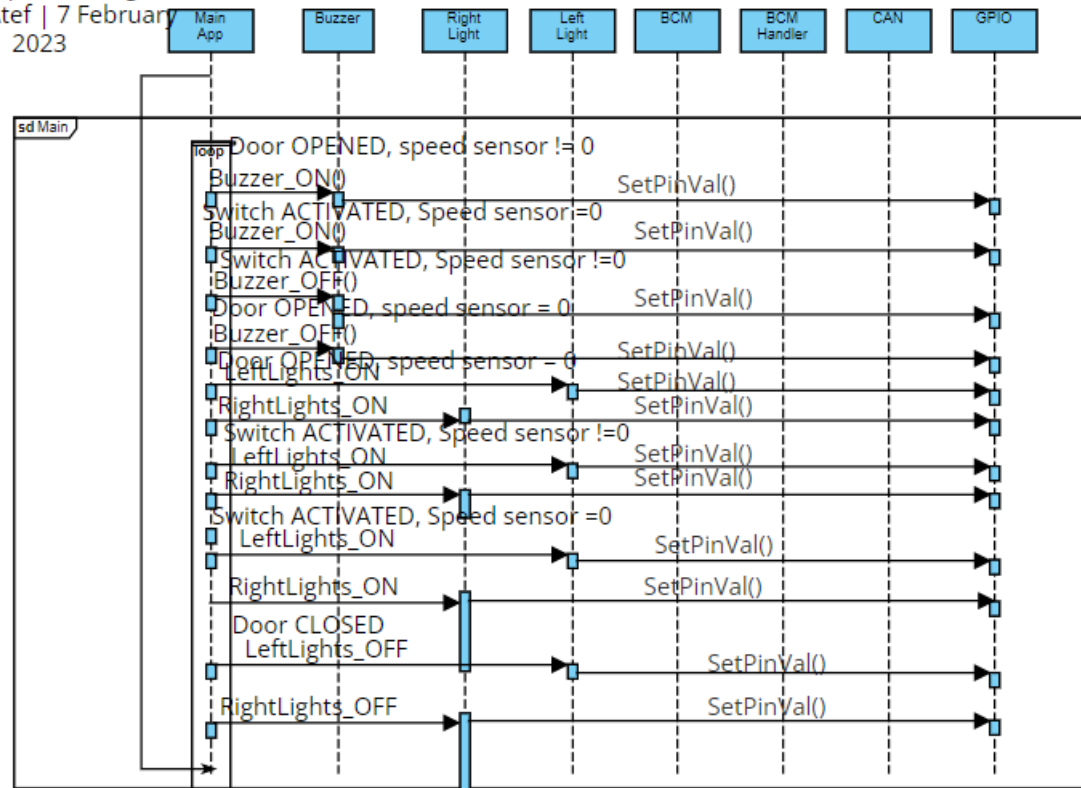 tef | 7 February
2023
Main
App
Buzzer
Right
Light
Left
Light
BCM
BCM
Handler
CAN
GPIO
sd Main
loop
Door OPENED, speed sensor != 0
Buzzer_ON()
SetPinVal()
Switch ACTIVATED, Speed sensor =0
Buzzer_ON()
SetPinVal()
Switch ACTIVATED, Speed sensor !=0
Buzzer_OFF()
SetPinVal()
Door OPENED, speed sensor = 0
Buzzer_OFF()
SetPinVal()
Door OPENED, speed sensor = 0
LeftLights_ON
SetPinVal()
RightLights_ON
SetPinVal()
Switch ACTIVATED, Speed sensor !=0
LeftLights_ON
SetPinVal()
RightLights_ON
SetPinVal()
Switch ACTIVATED, Speed sensor =0
LeftLights_ON
SetPinVal()
RightLights_ON
SetPinVal()
Door CLOSED
LeftLights_OFF
SetPinVal()
RightLights_OFF
SetPinVal()